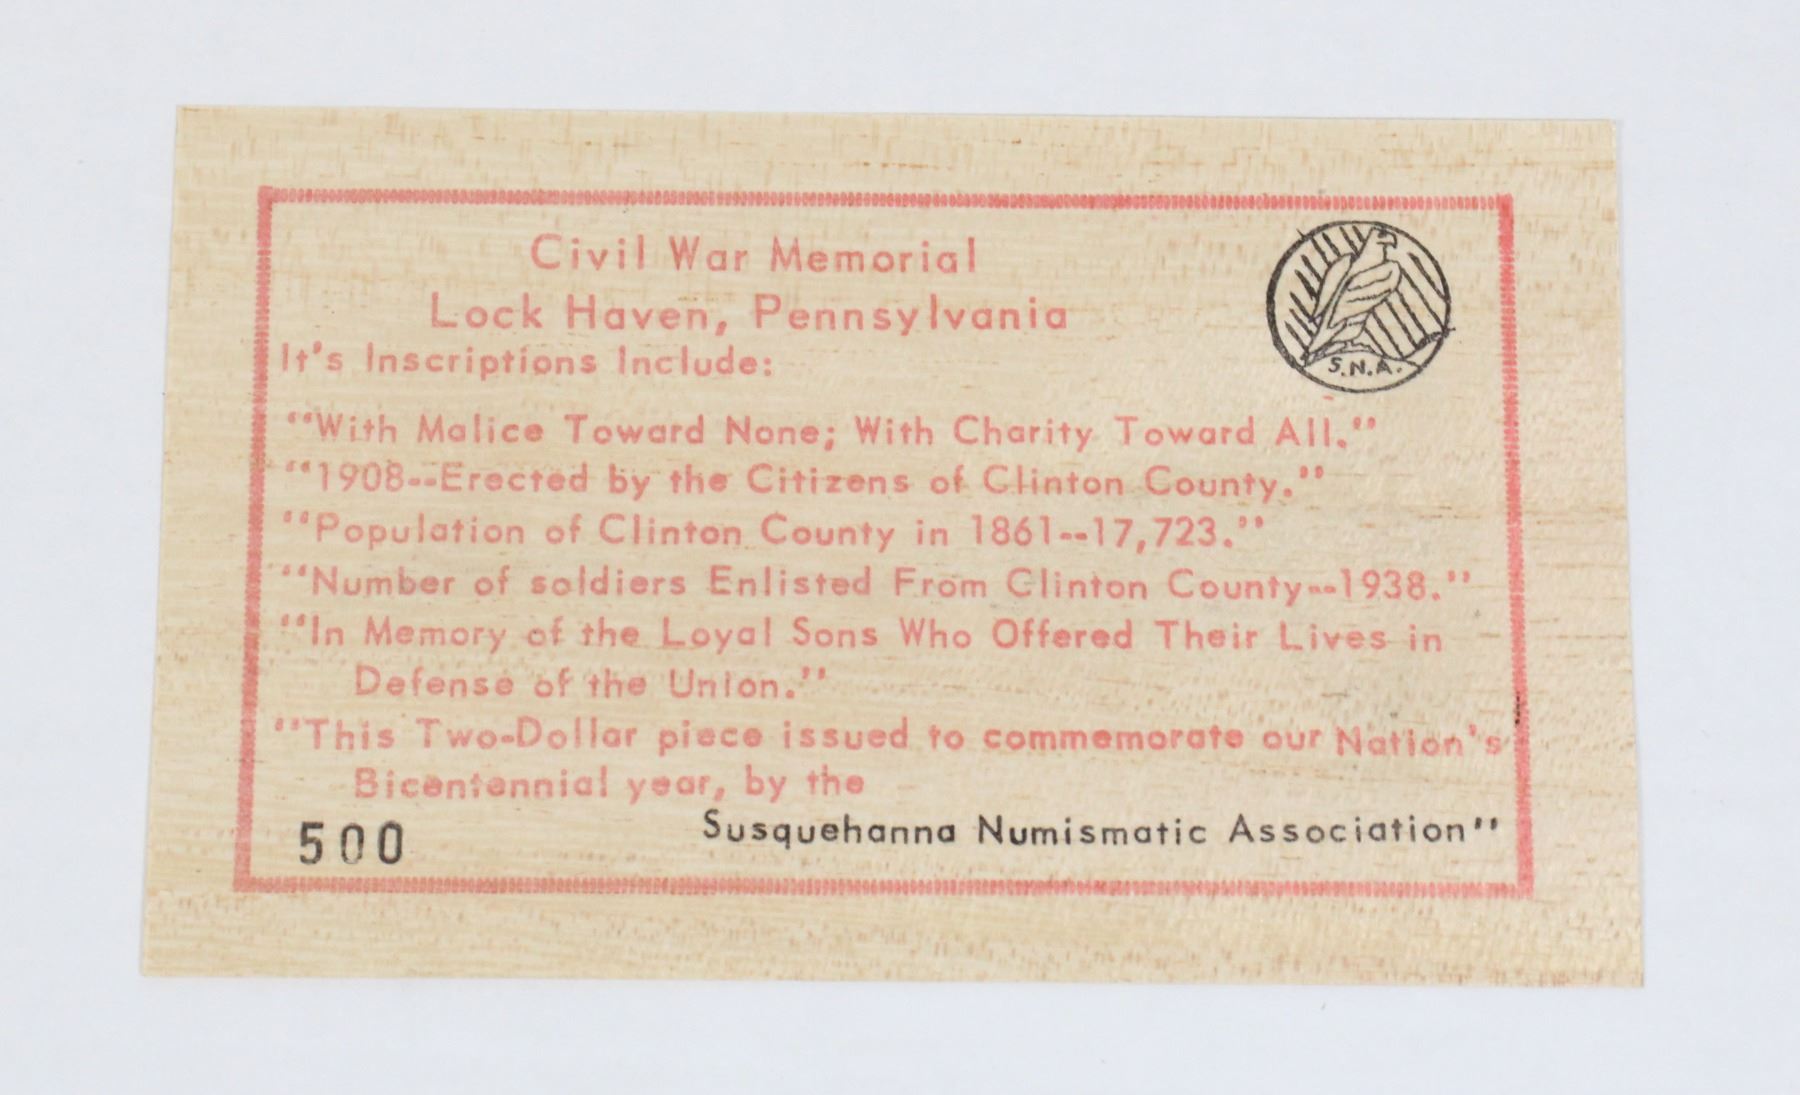 Civil War Memorial
Lock Haven, Pennsylvania
It's Inscriptions Include:
S.N.A.
"With Malice Toward None; With Charity Toward All."
"1908--Erected by the Citizens of Clinton County."
"Population of Clinton County in 1861--17,723."
"Number of soldiers Enlisted From Clinton County--1938."
"In Memory of the Loyal Sons Who Offered Their Lives in
Defense of the Union."
"This Two-Dollar piece issued to commemorate our Nation's
Bicentennial year, by the
Susquehanna Numismatic Association"
500